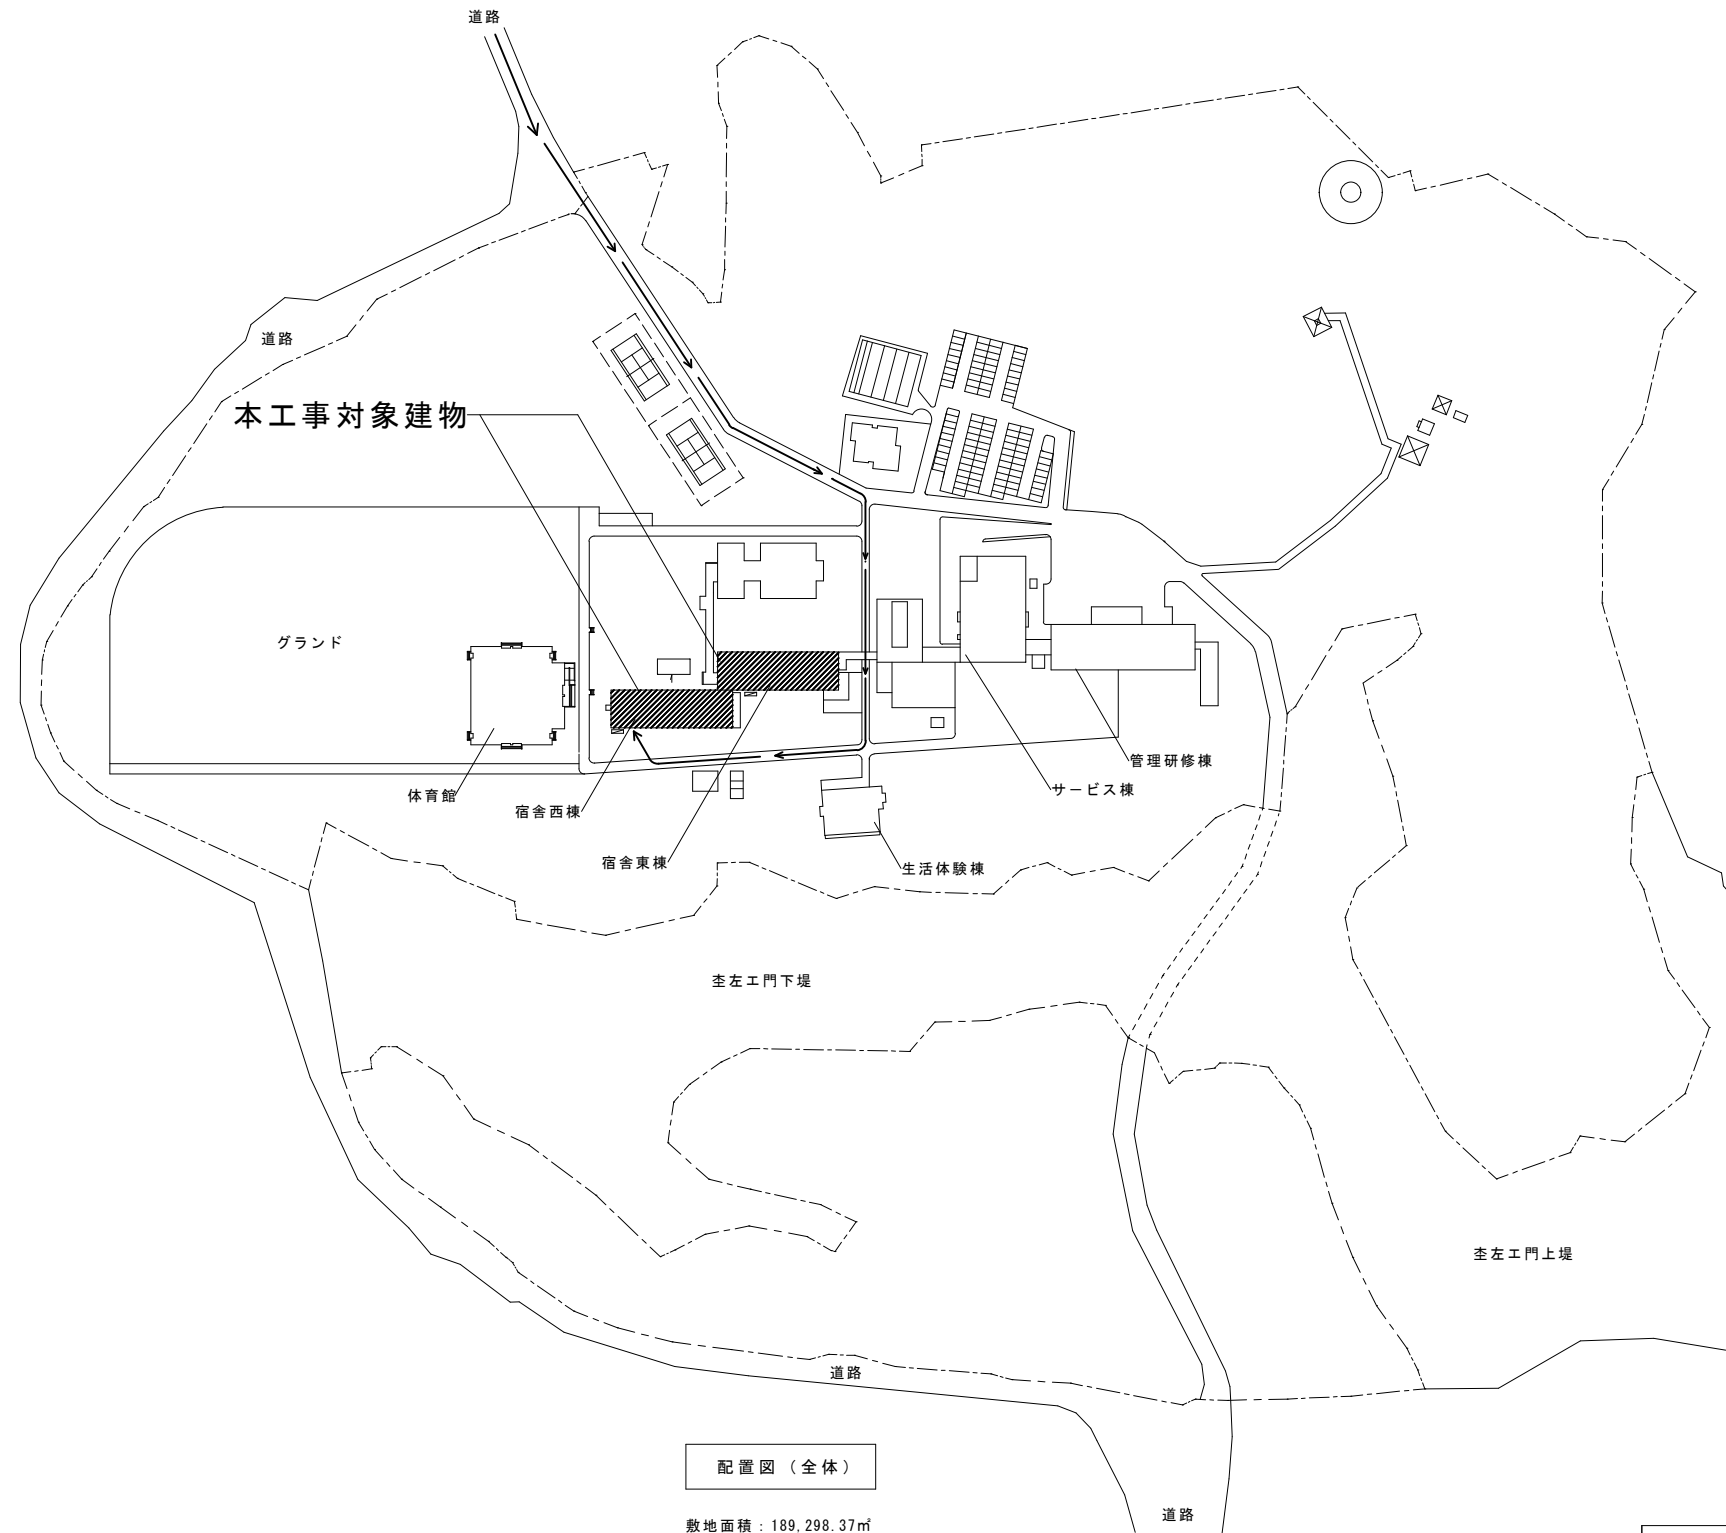 道路
道路
本工事対象建物
グランド
管理研修棟
サービス棟
体育館
宿舎西棟
宿舎東棟
生活体験棟
杢左エ門下堤
杢左エ門上堤
道路
配置図（全体）
道路
敷地面積：189,298.37㎡